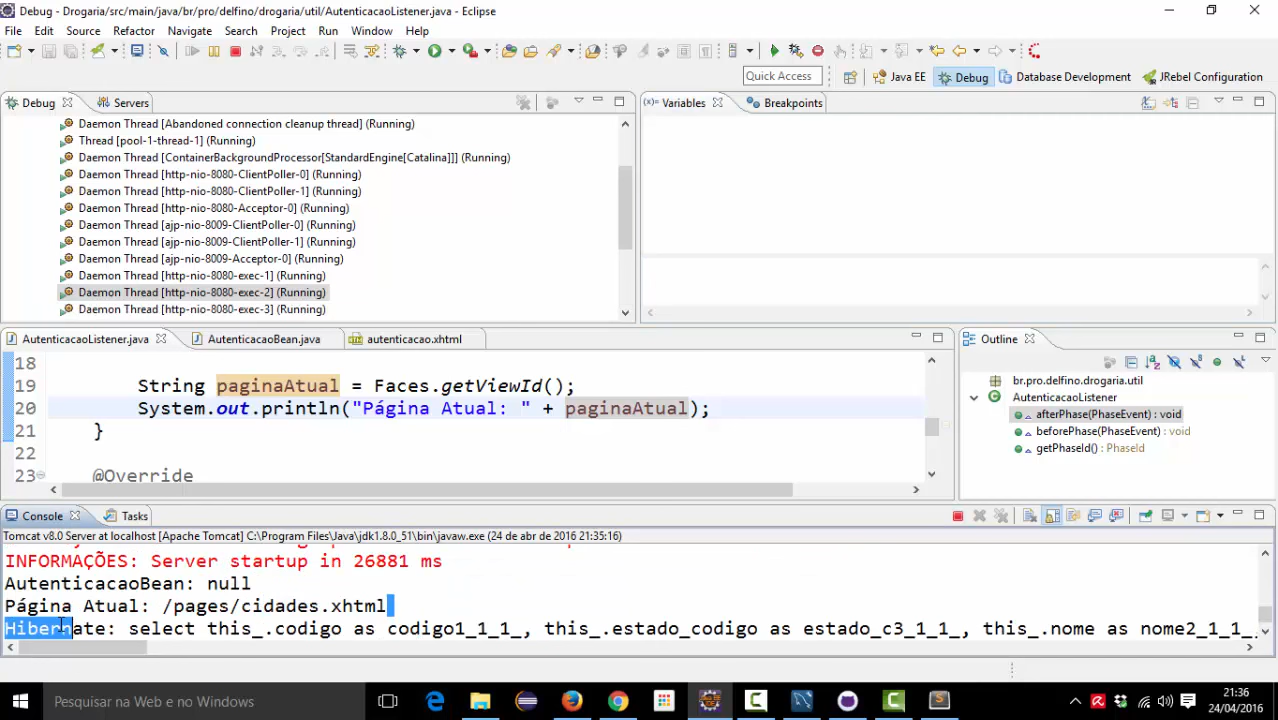 Debug - Drogaria/src/main/java/br/pro/delfino/drogaria/util/AutenticacaoListener.java - Eclipse
File Edit Source Refactor Navigate Search Project Run Window Help
Quick Access Java EE Debug Database Development JRebel Configuration
Debug Servers
Daemon Thread [Abandoned connection cleanup thread] (Running)
Thread [pool-1-thread-1] (Running)
Daemon Thread [ContainerBackgroundProcessor[StandardEngine[Catalina]]] (Running)
Daemon Thread [http-nio-8080-ClientPoller-0] (Running)
Daemon Thread [http-nio-8080-ClientPoller-1] (Running)
Daemon Thread [http-nio-8080-Acceptor-0] (Running)
Daemon Thread [ajp-nio-8009-ClientPoller-0] (Running)
Daemon Thread [ajp-nio-8009-ClientPoller-1] (Running)
Daemon Thread [ajp-nio-8009-Acceptor-0] (Running)
Daemon Thread [http-nio-8080-exec-1] (Running)
Daemon Thread [http-nio-8080-exec-2] (Running)
Daemon Thread [http-nio-8080-exec-3] (Running)
(x)= Variables Breakpoints
AutenticacaoListener.java AutenticacaoBean.java autenticacao.xhtml
18
19 String paginaAtual = Faces.getViewId();
20 System.out.println("Página Atual: " + paginaAtual);
21 }
22
23 @Override
Outline
br.pro.delfino.drogaria.util
AutenticacaoListener
afterPhase(PhaseEvent) : void
beforePhase(PhaseEvent) : void
getPhaseId() : PhaseId
Console Tasks
Tomcat v8.0 Server at localhost [Apache Tomcat] C:\Program Files\Java\jdk1.8.0_51\bin\javaw.exe (24 de abr de 2016 21:35:16)
INFORMAÇÕES: Server startup in 26881 ms
AutenticacaoBean: null
Página Atual: /pages/cidades.xhtml
Hibernate: select this_.codigo as codigo1_1_1_, this_.estado_codigo as estado_c3_1_1_, this_.nome as nome2_1_1_
Pesquisar na Web e no Windows
21:36
24/04/2016